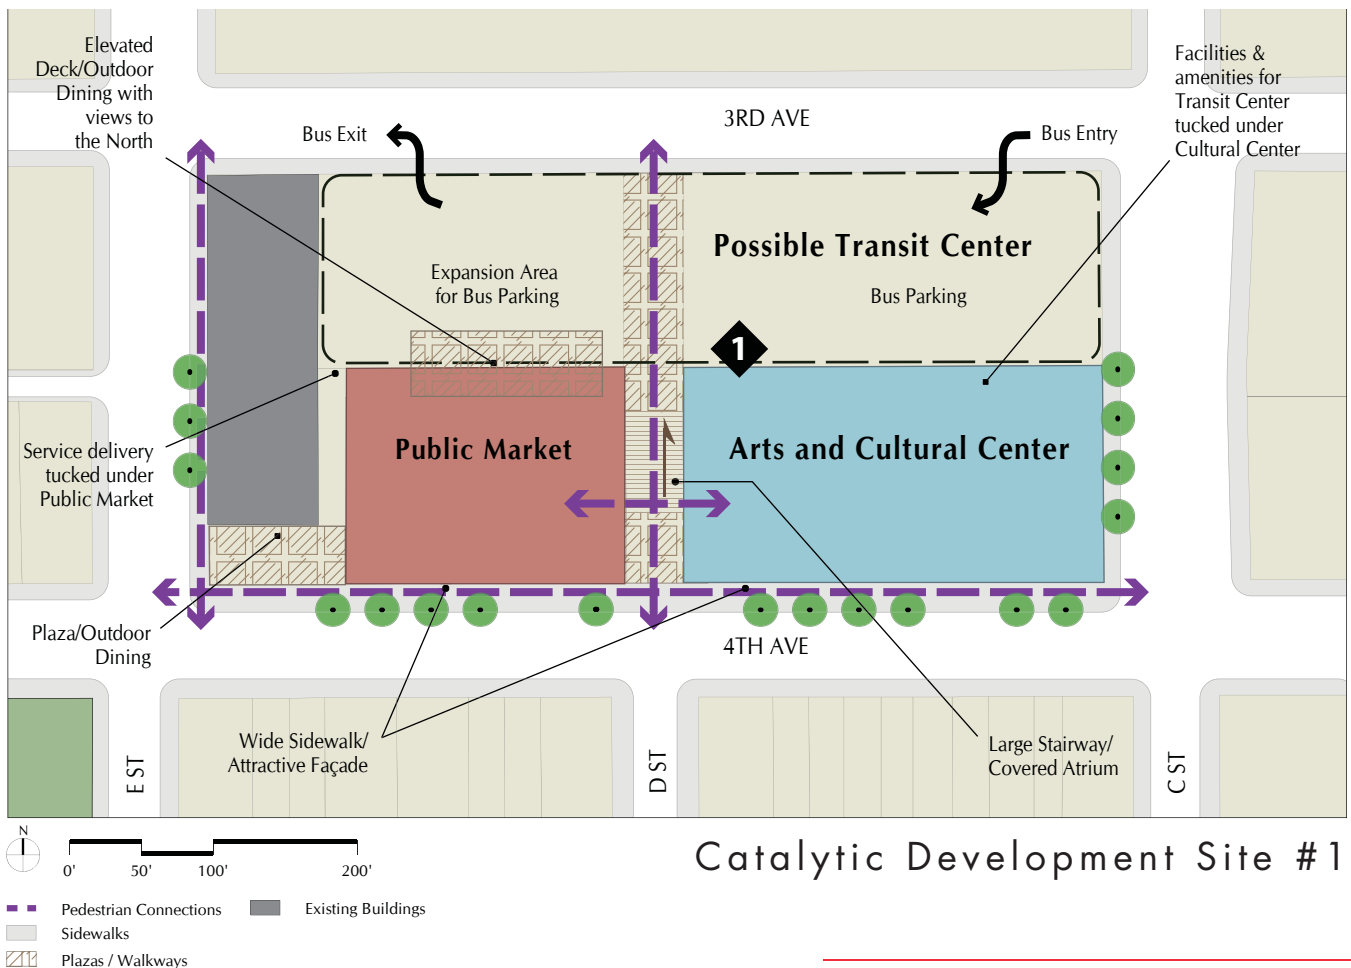 Elevated
Deck/Outdoor
Dining with
views to
the North
Bus Exit
3RD AVE
Bus Entry
Facilities &
amenities for
Transit Center
tucked under
Cultural Center
Possible Transit Center
Expansion Area
for Bus Parking
Bus Parking
1
Public Market
Arts and Cultural Center
Service delivery
tucked under
Public Market
Plaza/Outdoor
Dining
4TH AVE
Wide Sidewalk/
Attractive Façade
Large Stairway/
Covered Atrium
E ST
D ST
C ST
N
0'
50'
100'
200'
Catalytic Development Site #1
Pedestrian Connections
Existing Buildings
Sidewalks
Plazas / Walkways